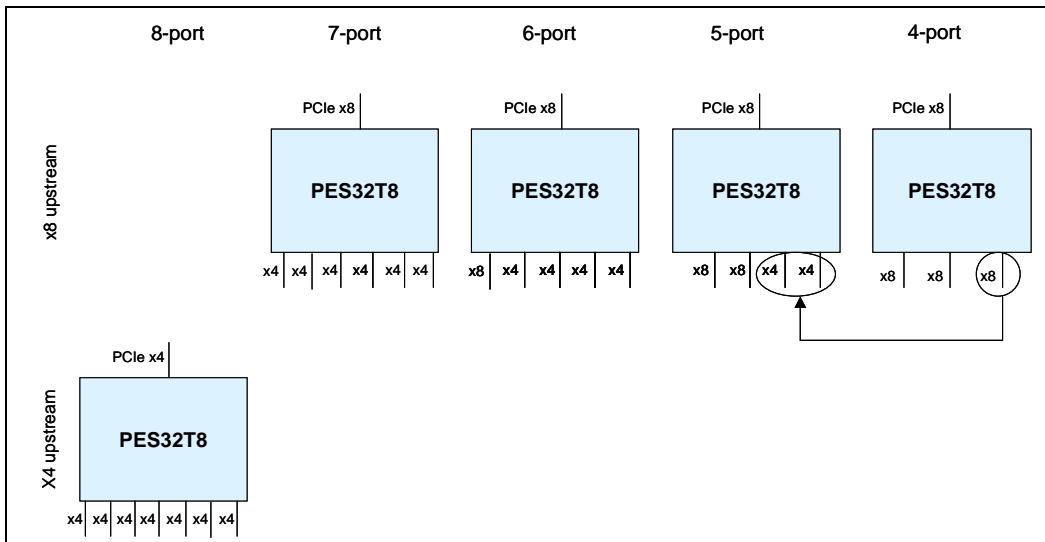 8-port 7-port 6-port 5-port 4-port
x8 upstream
PCIe x8 PCIe x8 PCIe x8 PCIe x8
PES32T8 PES32T8 PES32T8 PES32T8
x4 x4 x4 x4 x4 x4 x8 x4 x4 x4 x4 x8 x8 x4 x4 x8 x8 x8
X4 upstream
PCIe x4
PES32T8
x4 x4 x4 x4 x4 x4 x4